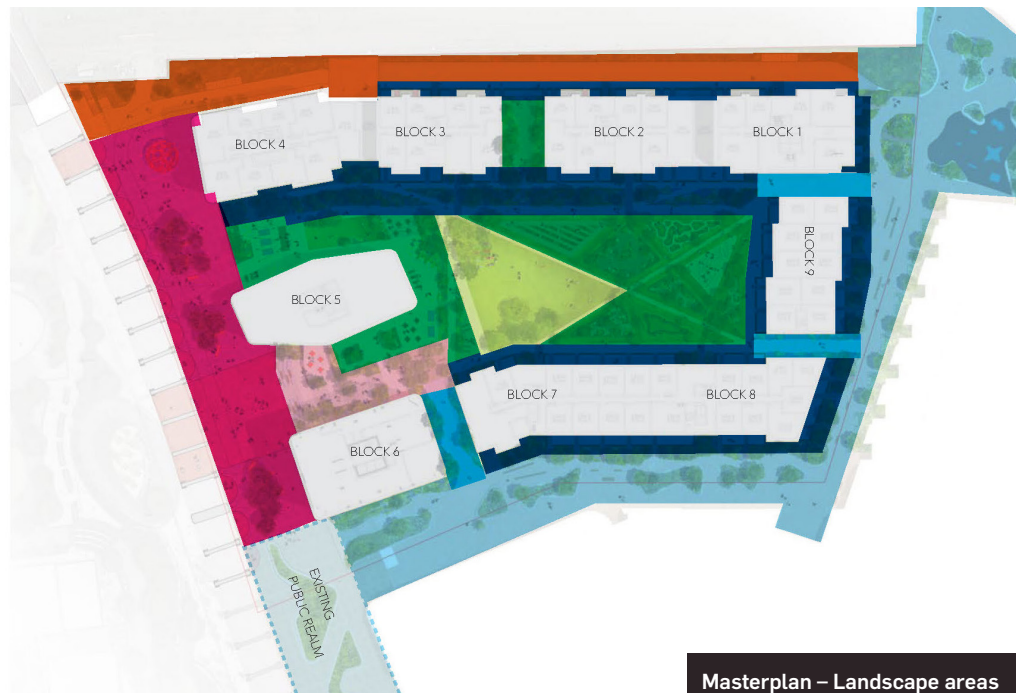 BLOCK 4
BLOCK 3
BLOCK 2
BLOCK 1
BLOCK 9
BLOCK 5
BLOCK 7
BLOCK 8
BLOCK 6
EXISTING
PUBLIC REALM
Masterplan – Landscape areas